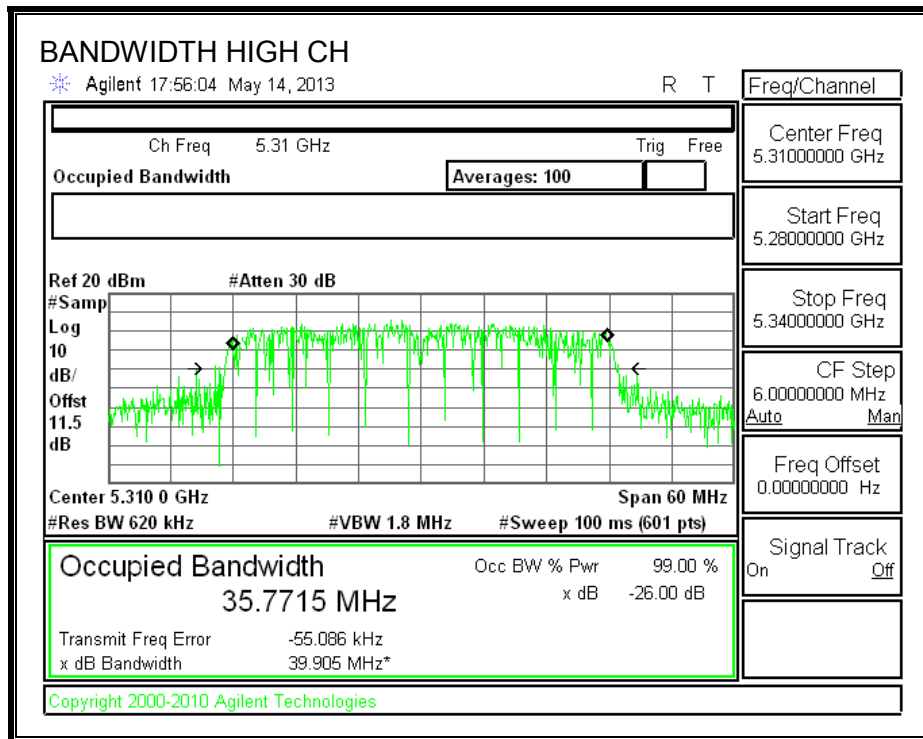 BANDWIDTH HIGH CH
Agilent 17:56:04 May 14, 2013 R T
Ch Freq 5.31 GHz Trig Free
Occupied Bandwidth Averages: 100
Ref 20 dBm #Atten 30 dB
#Samp
Log
10
dB/
Offst
11.5
dB
Center 5.310 0 GHz Span 60 MHz
#Res BW 620 kHz #VBW 1.8 MHz #Sweep 100 ms (601 pts)
Occupied Bandwidth Occ BW % Pwr 99.00 %
35.7715 MHz x dB -26.00 dB
Transmit Freq Error -55.086 kHz
x dB Bandwidth 39.905 MHz*
Copyright 2000-2010 Agilent Technologies
Freq/Channel
Center Freq
5.31000000 GHz
Start Freq
5.28000000 GHz
Stop Freq
5.34000000 GHz
CF Step
6.00000000 MHz
Auto Man
Freq Offset
0.00000000 Hz
Signal Track
On Off